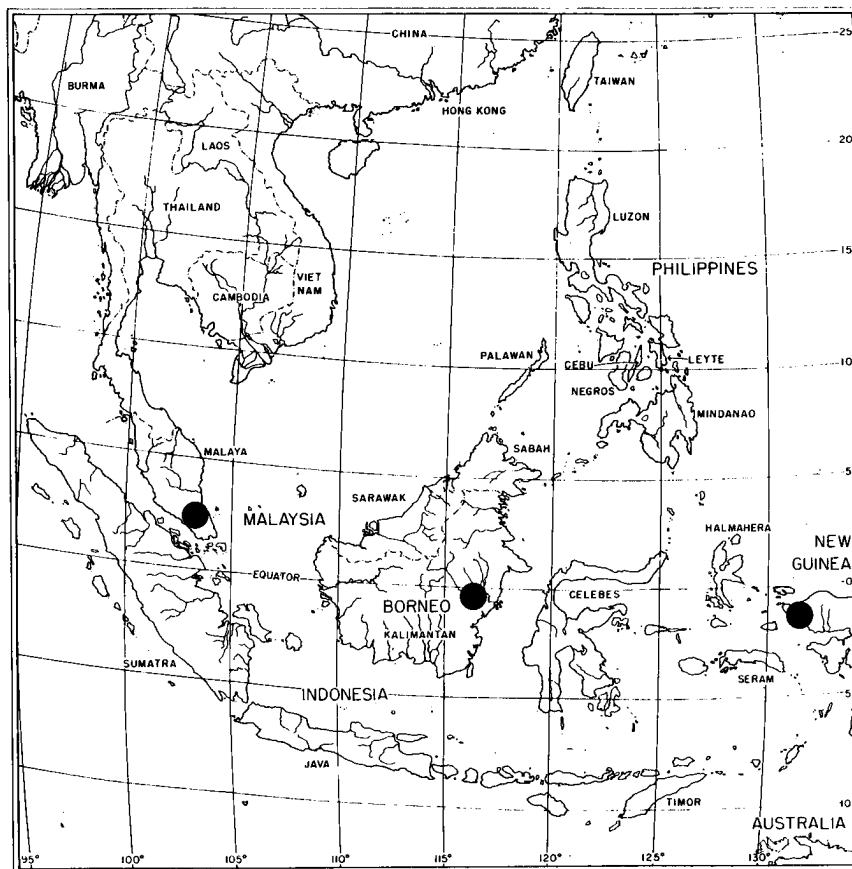 CHINA
25
TAIWAN
BURMA
HONG KONG
20
LAOS
THAILAND
LUZON
15
VIET
NAM
PHILIPPINES
CAMBODIA
PALAWAN
CEBU
LEYTE
10
NEGROS
MINDANAO
MALAYA
SABAH
5
SARAWAK
MALAYSIA
HALMAHERA
NEW
GUINEA
EQUATOR
0
BORNEO
CELEBES
KALIMANTAN
SUMATRA
SERAM
INDONESIA
5
JAVA
TIMOR
10
AUSTRALIA
95°
100°
105°
110°
115°
120°
125°
130°